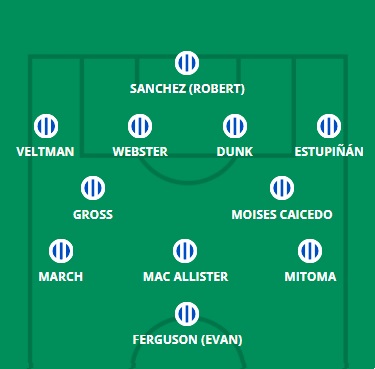 SANCHEZ (ROBERT)
VELTMAN WEBSTER DUNK ESTUPIÑÁN
GROSS MOISES CAICEDO
MARCH MAC ALLISTER MITOMA
FERGUSON (EVAN)